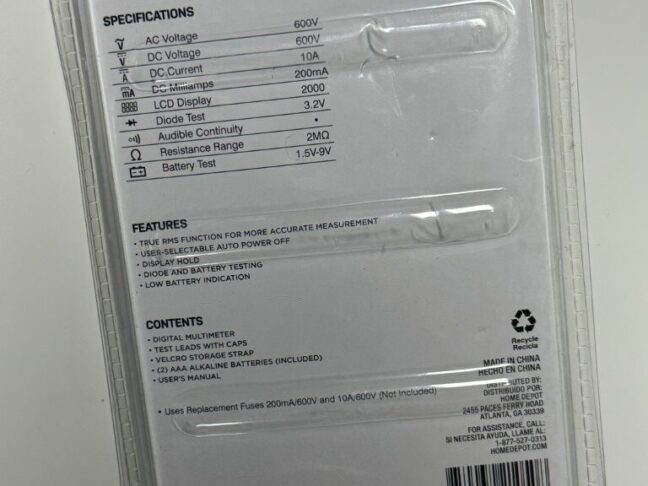 SPECIFICATIONS
AC Voltage 600V
DC Voltage 600V
DC Current 10A
DC Milliamps 200mA
LCD Display 2000
Diode Test 3.2V
Audible Continuity •
Resistance Range 2MΩ
Battery Test 1.5V-9V
FEATURES
• TRUE RMS FUNCTION FOR MORE ACCURATE MEASUREMENT
• USER-SELECTABLE AUTO POWER OFF
• DISPLAY HOLD
• DIODE AND BATTERY TESTING
• LOW BATTERY INDICATION
CONTENTS
• DIGITAL MULTIMETER
• TEST LEADS WITH CAPS
• VELCRO STORAGE STRAP
• (2) AAA ALKALINE BATTERIES (INCLUDED)
• USER'S MANUAL
• Uses Replacement Fuses 200mA/600V and 10A/600V (Not Included)
Recycle
Recicla
MADE IN CHINA
HECHO EN CHINA
DISTRIBUTED BY:
DISTRIBUIDO POR:
HOME DEPOT
2455 PACES FERRY ROAD
ATLANTA, GA 30339
FOR ASSISTANCE, CALL:
SI NECESITA AYUDA, LLAME AL:
1-877-527-0313
HOMEDEPOT.COM